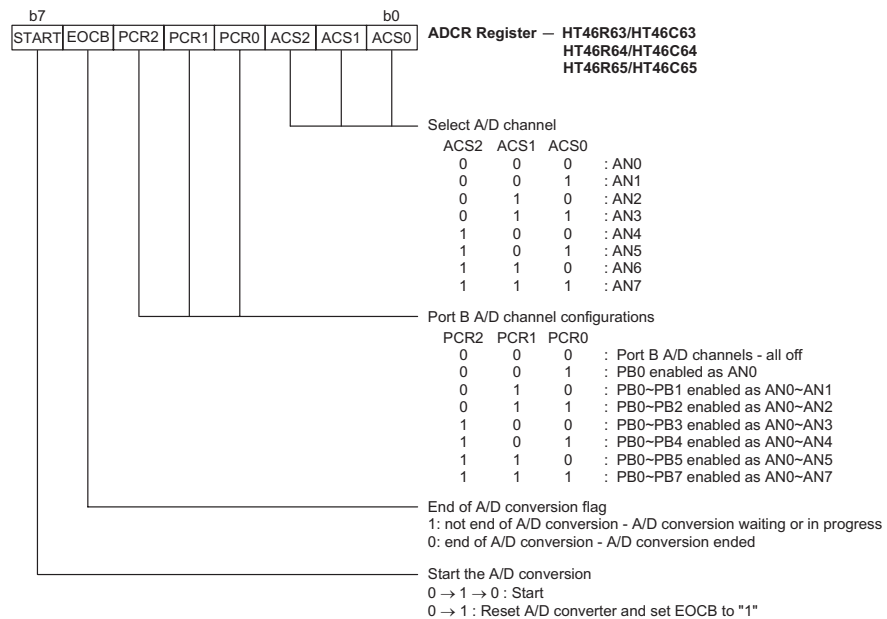 b7 b0
START EOCB PCR2 PCR1 PCR0 ACS2 ACS1 ACS0
ADCR Register — HT46R63/HT46C63
HT46R64/HT46C64
HT46R65/HT46C65
Select A/D channel
ACS2 ACS1 ACS0
0 0 0 : AN0
0 0 1 : AN1
0 1 0 : AN2
0 1 1 : AN3
1 0 0 : AN4
1 0 1 : AN5
1 1 0 : AN6
1 1 1 : AN7
Port B A/D channel configurations
PCR2 PCR1 PCR0
0 0 0 : Port B A/D channels - all off
0 0 1 : PB0 enabled as AN0
0 1 0 : PB0~PB1 enabled as AN0~AN1
0 1 1 : PB0~PB2 enabled as AN0~AN2
1 0 0 : PB0~PB3 enabled as AN0~AN3
1 0 1 : PB0~PB4 enabled as AN0~AN4
1 1 0 : PB0~PB5 enabled as AN0~AN5
1 1 1 : PB0~PB7 enabled as AN0~AN7
End of A/D conversion flag
1: not end of A/D conversion - A/D conversion waiting or in progress
0: end of A/D conversion - A/D conversion ended
Start the A/D conversion
0 → 1 → 0 : Start
0 → 1 : Reset A/D converter and set EOCB to "1"